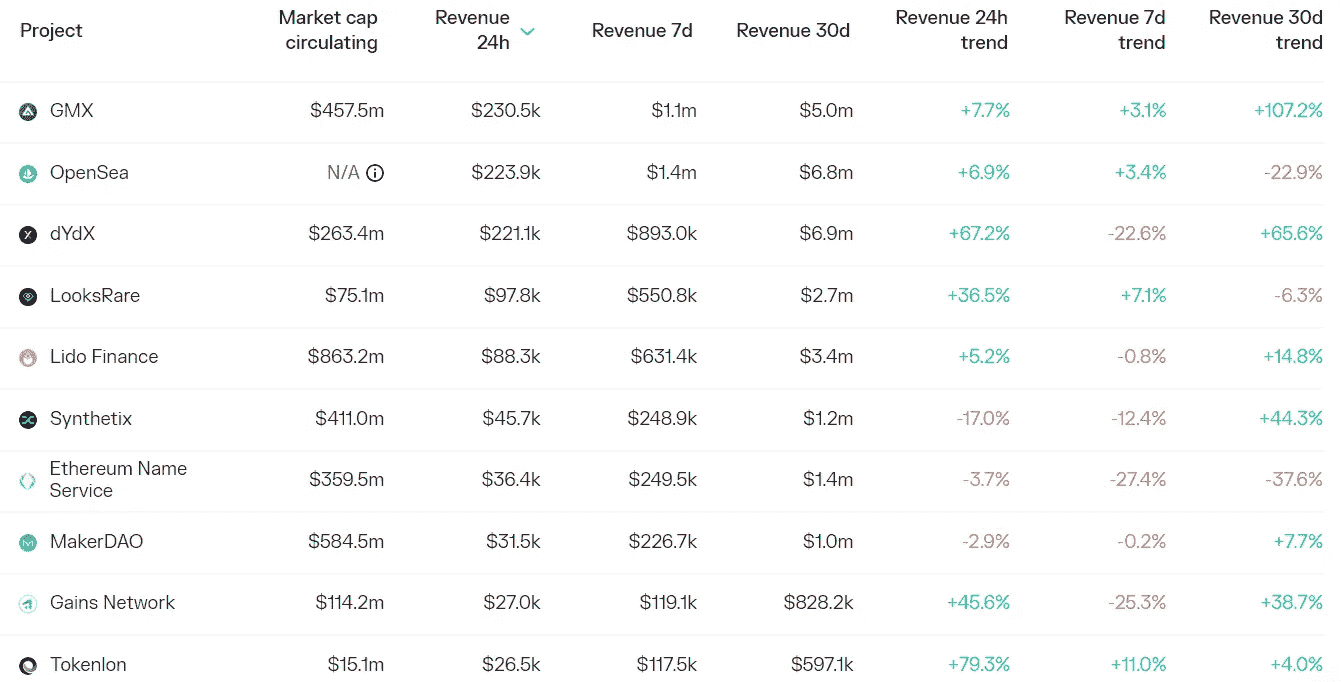 Project Market cap circulating Revenue 24h Revenue 7d Revenue 30d Revenue 24h trend Revenue 7d trend Revenue 30d trend
GMX $457.5m $230.5k $1.1m $5.0m +7.7% +3.1% +107.2%
OpenSea N/A $223.9k $1.4m $6.8m +6.9% +3.4% -22.9%
dYdX $263.4m $221.1k $893.0k $6.9m +67.2% -22.6% +65.6%
LooksRare $75.1m $97.8k $550.8k $2.7m +36.5% +7.1% -6.3%
Lido Finance $863.2m $88.3k $631.4k $3.4m +5.2% -0.8% +14.8%
Synthetix $411.0m $45.7k $248.9k $1.2m -17.0% -12.4% +44.3%
Ethereum Name Service $359.5m $36.4k $249.5k $1.4m -3.7% -27.4% -37.6%
MakerDAO $584.5m $31.5k $226.7k $1.0m -2.9% -0.2% +7.7%
Gains Network $114.2m $27.0k $119.1k $828.2k +45.6% -25.3% +38.7%
Tokenlon $15.1m $26.5k $117.5k $597.1k +79.3% +11.0% +4.0%